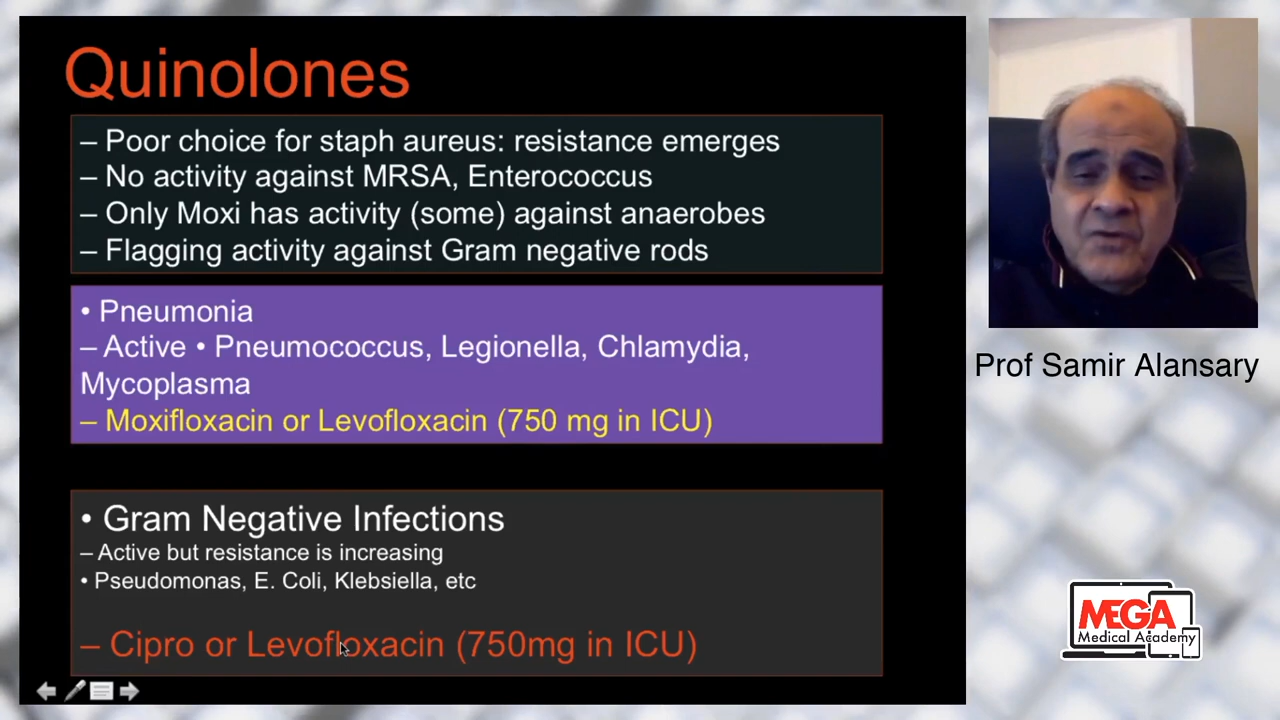 Quinolones
– Poor choice for staph aureus: resistance emerges
– No activity against MRSA, Enterococcus
– Only Moxi has activity (some) against anaerobes
– Flagging activity against Gram negative rods
• Pneumonia
– Active • Pneumococcus, Legionella, Chlamydia,
Mycoplasma
– Moxifloxacin or Levofloxacin (750 mg in ICU)
• Gram Negative Infections
– Active but resistance is increasing
• Pseudomonas, E. Coli, Klebsiella, etc
– Cipro or Levofloxacin (750mg in ICU)
Prof Samir Alansary
MEGA
Medical Academy